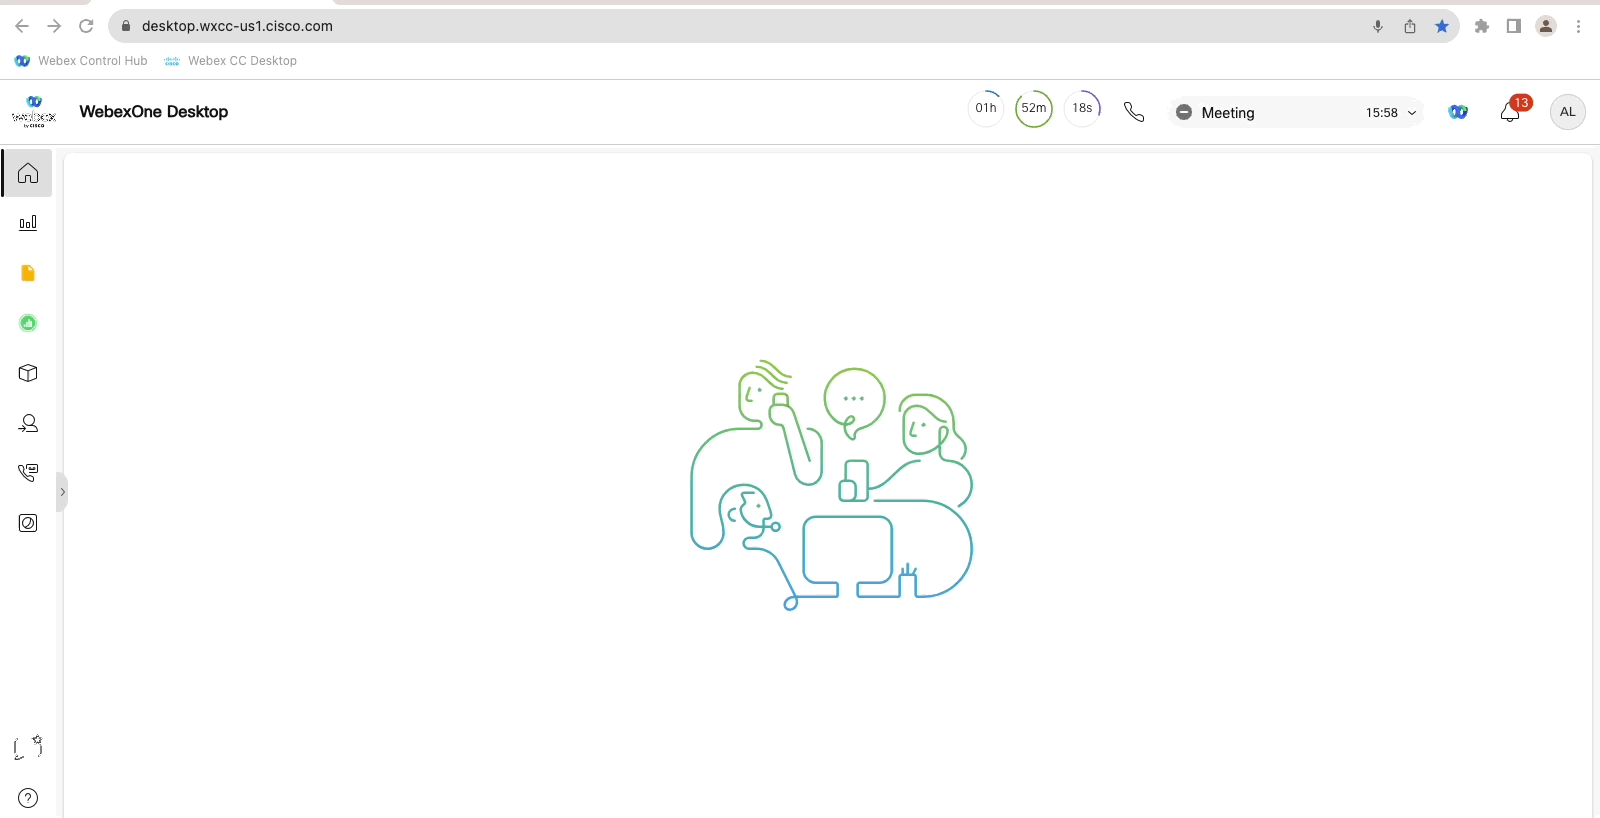 desktop.wxcc-us1.cisco.com
Webex Control Hub
Webex CC Desktop
webex
by CISCO
WebexOne Desktop
01h
52m
18s
Meeting
15:58
13
AL
?